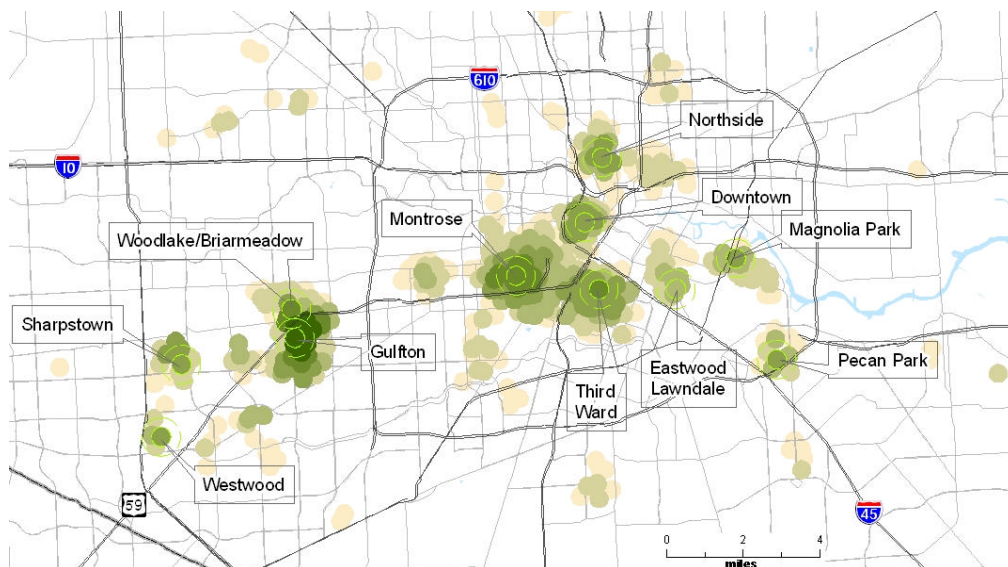 610
Northside
10
Downtown
Montrose
Magnolia Park
Woodlake/Briarmeadow
Sharpstown
Gulfton
Eastwood
Lawndale
Pecan Park
Third
Ward
Westwood
59
45
0 2 4
miles